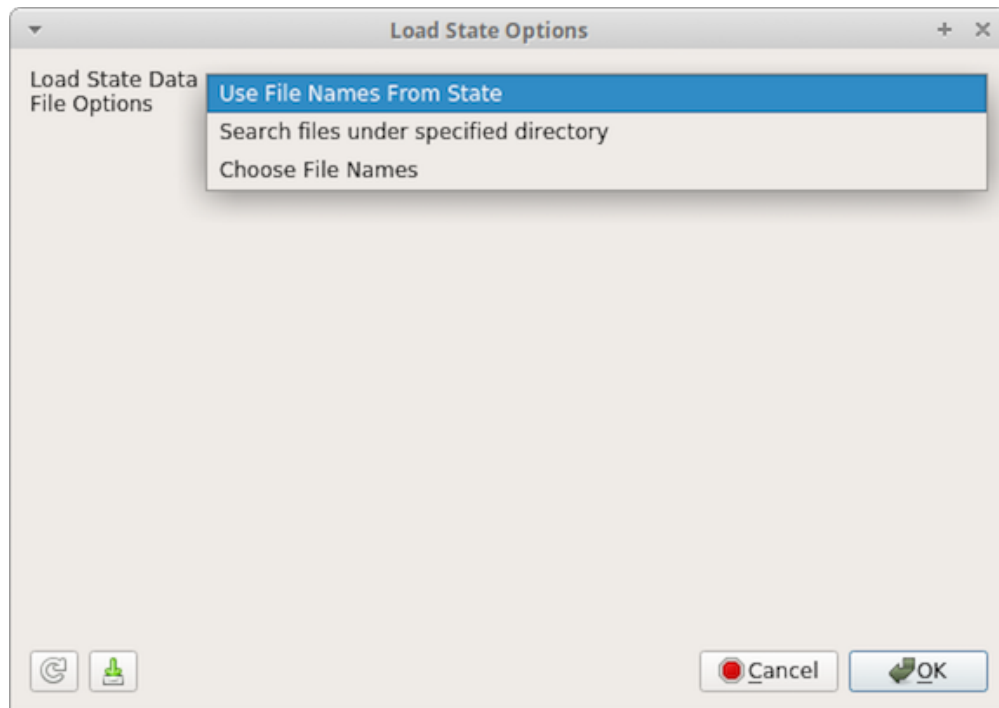 Load State Options
Load State Data
File Options
Use File Names From State
Search files under specified directory
Choose File Names
Cancel
OK